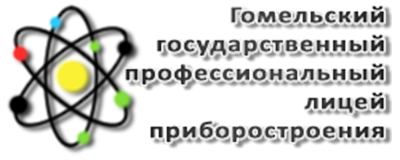 Гомельский
государственный
профессиональный
лицей
приборостроения